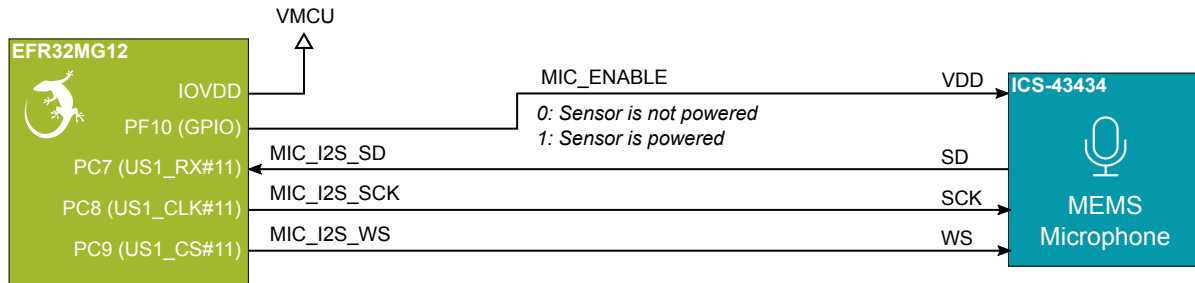 VMCU
EFR32MG12
IOVDD
PF10 (GPIO)
PC7 (US1_RX#11)
PC8 (US1_CLK#11)
PC9 (US1_CS#11)
MIC_ENABLE
0: Sensor is not powered
1: Sensor is powered
MIC_I2S_SD
MIC_I2S_SCK
MIC_I2S_WS
VDD
SD
SCK
WS
ICS-43434
MEMS
Microphone